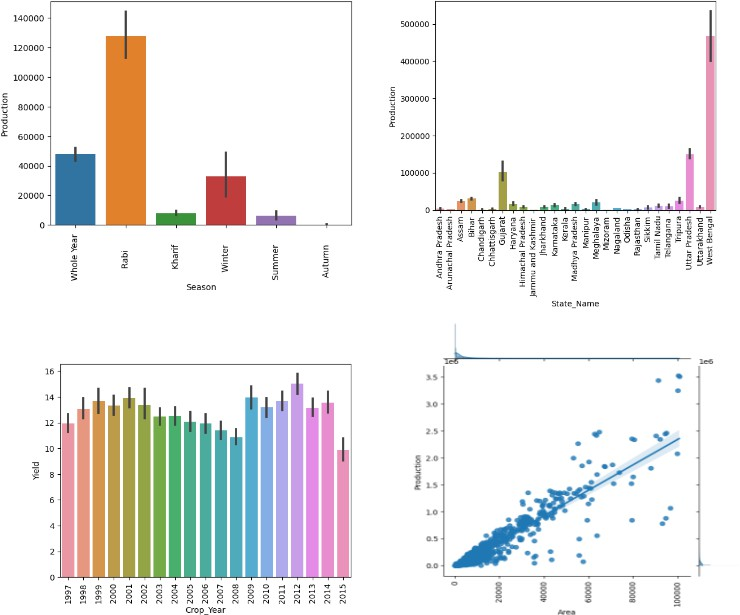 140000
120000
100000
80000
60000
40000
20000
0
Production
Whole Year
Rabi
Kharif
Winter
Summer
Autumn
Season
500000
400000
300000
200000
100000
0
Production
Andhra Pradesh
Arunachal Pradesh
Assam
Bihar
Chandigarh
Chhattisgarh
Gujarat
Haryana
Himachal Pradesh
Jammu and Kashmir
Jharkhand
Karnataka
Kerala
Madhya Pradesh
Manipur
Meghalaya
Mizoram
Nagaland
Odisha
Rajasthan
Sikkim
Tamil Nadu
Telangana
Tripura
Uttar Pradesh
Uttarakhand
West Bengal
State_Name
16
14
12
10
8
6
4
2
0
Yield
1997
1998
1999
2000
2001
2002
2003
2004
2005
2006
2007
2008
2009
2010
2011
2012
2013
2014
2015
Crop_Year
1e6
1e6
3.5
3.0
2.5
2.0
1.5
1.0
0.5
0.0
Production
0
20000
40000
60000
80000
100000
Area